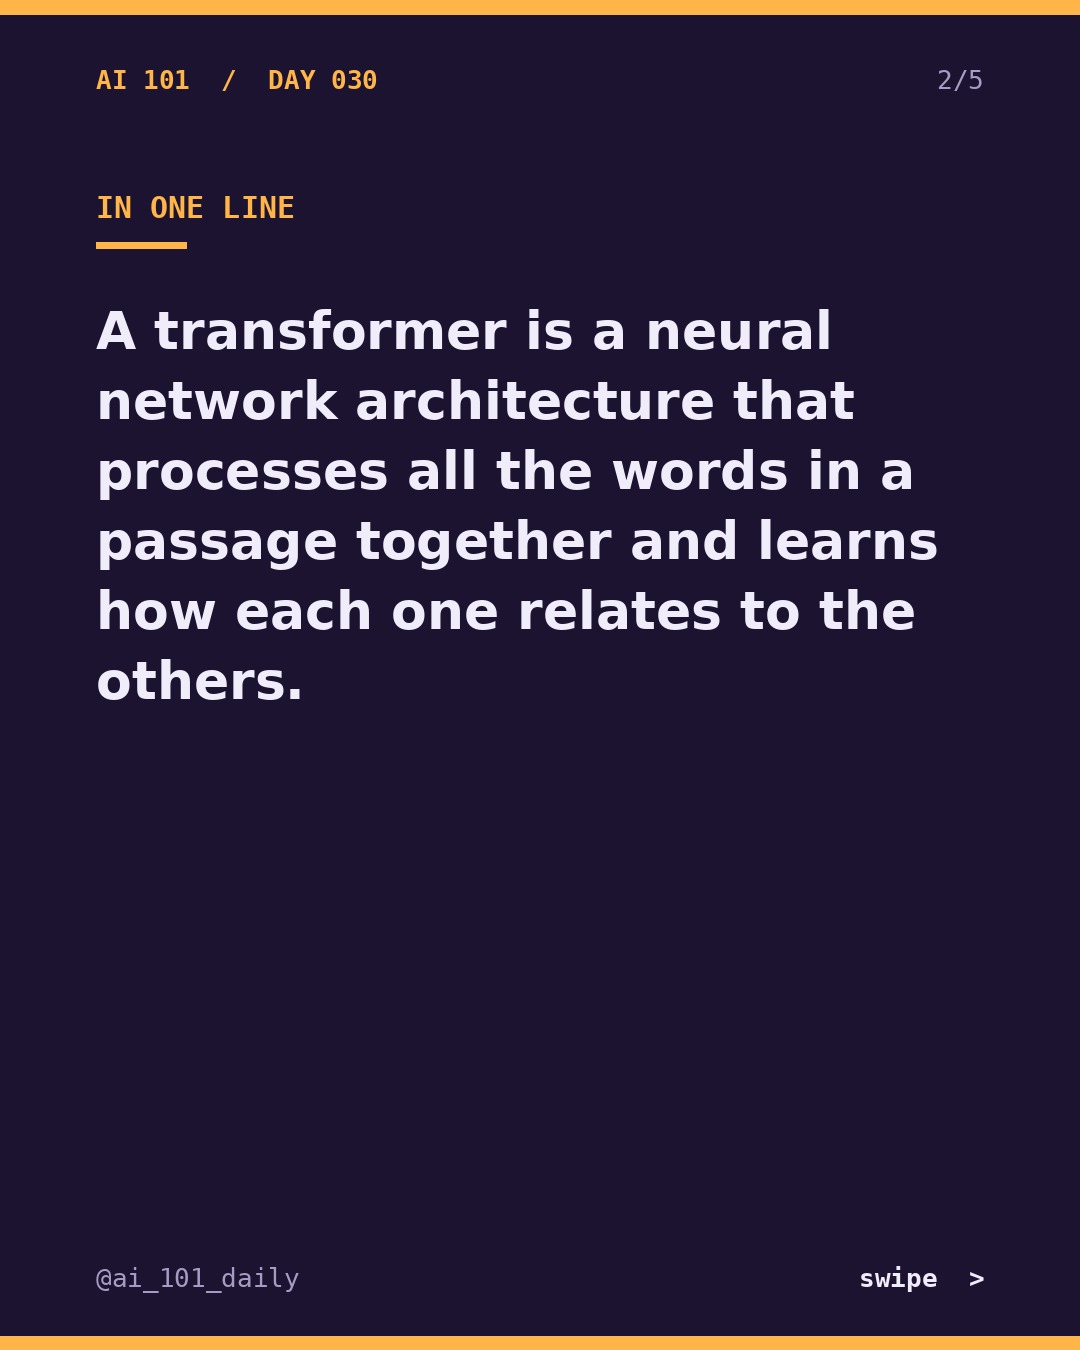 AI 101 / DAY 030
2/5
IN ONE LINE
A transformer is a neural
network architecture that
processes all the words in a
passage together and learns
how each one relates to the
others.
@ai_101_daily
swipe >